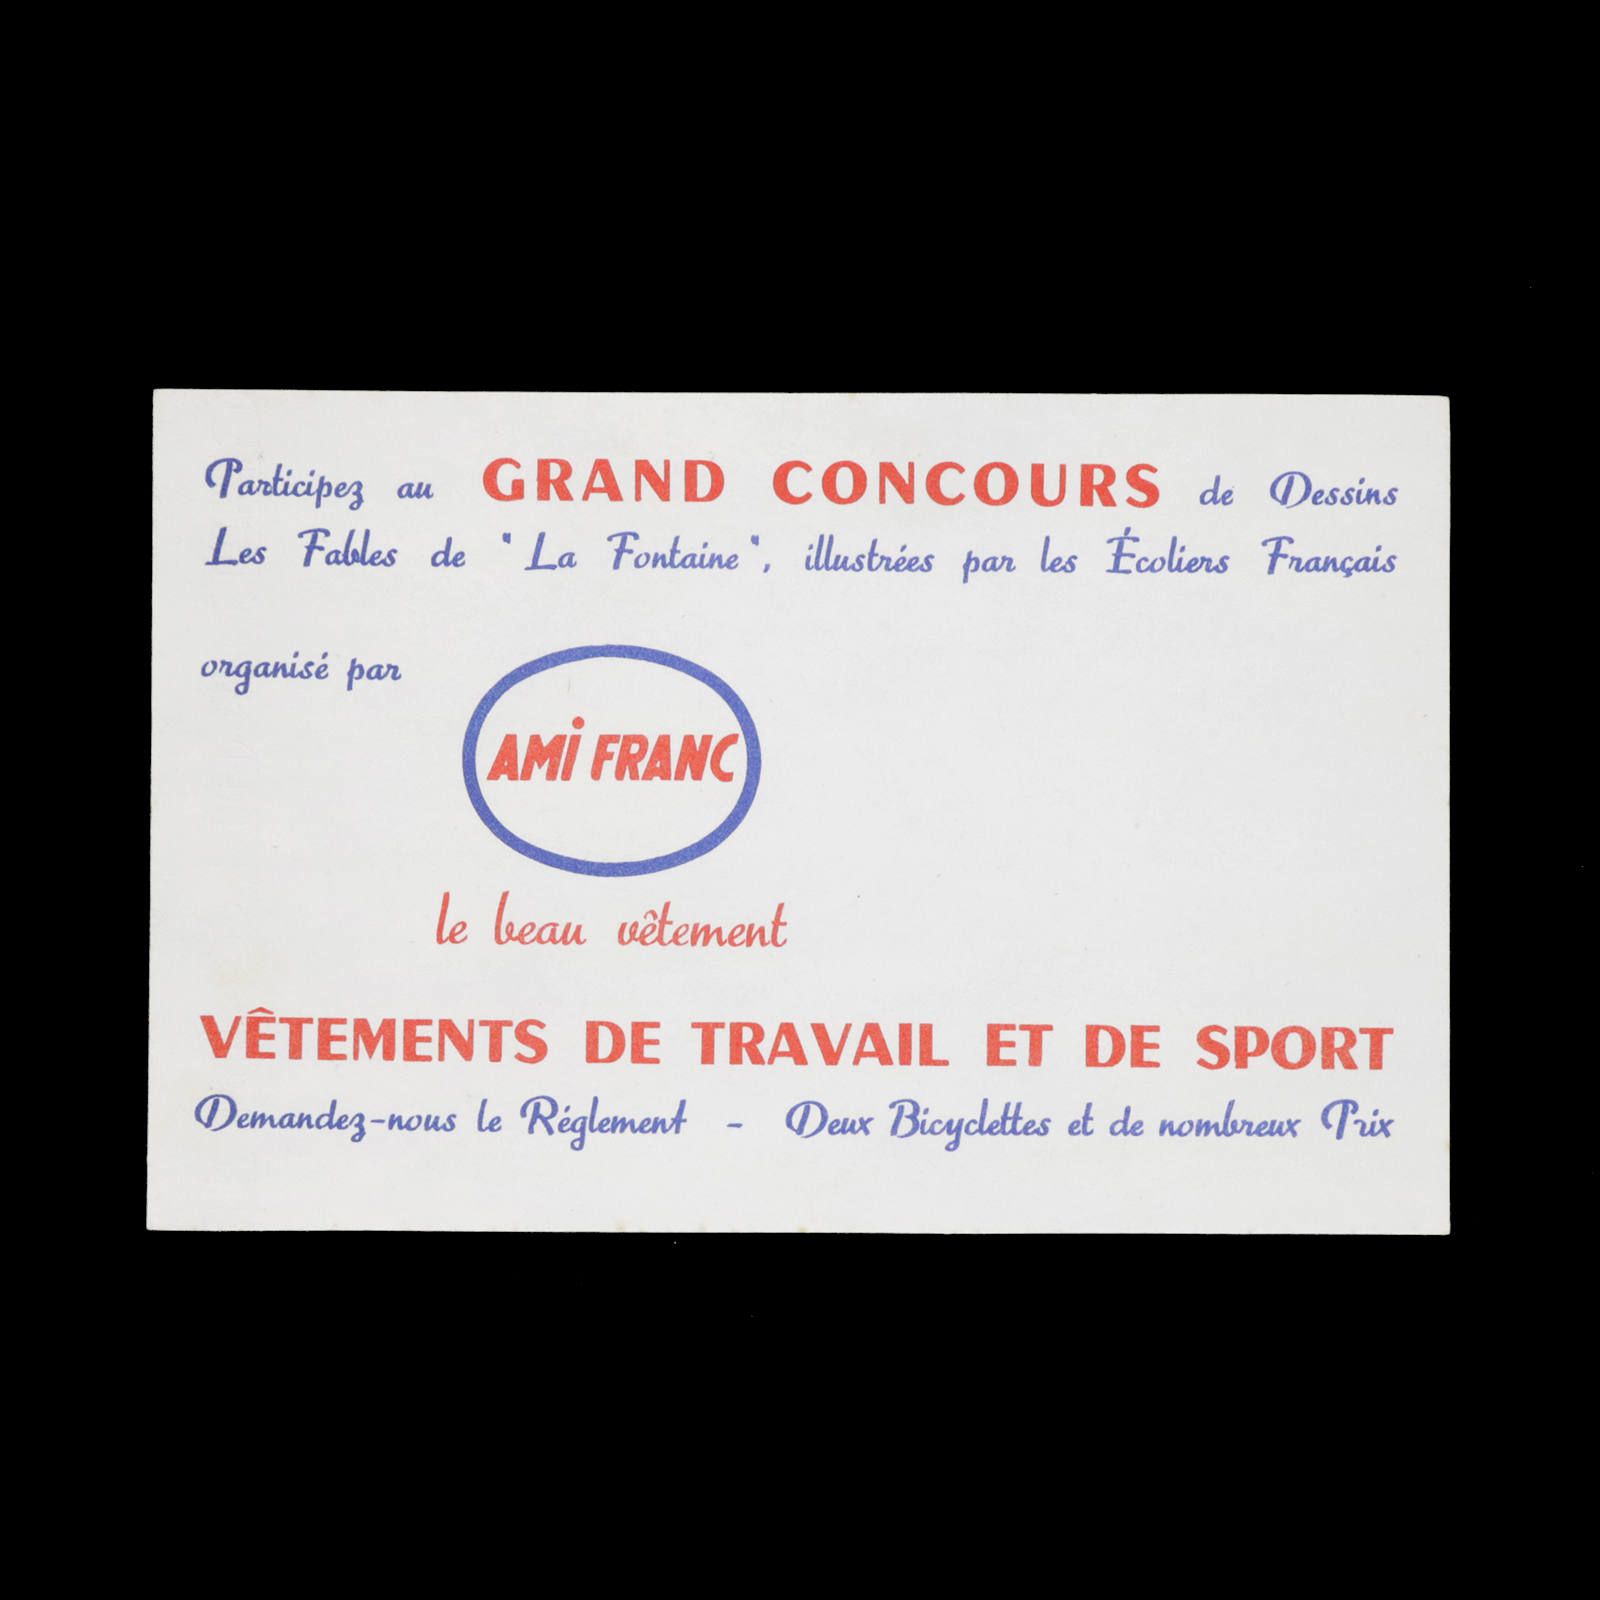 Participez au GRAND CONCOURS de Dessins
Les Fables de "La Fontaine", illustrées par les Écoliers Français
organisé par
AMi FRANC
le beau vêtement
VÊTEMENTS DE TRAVAIL ET DE SPORT
Demandez-nous le Réglement - Deux Bicyclettes et de nombreux Prix